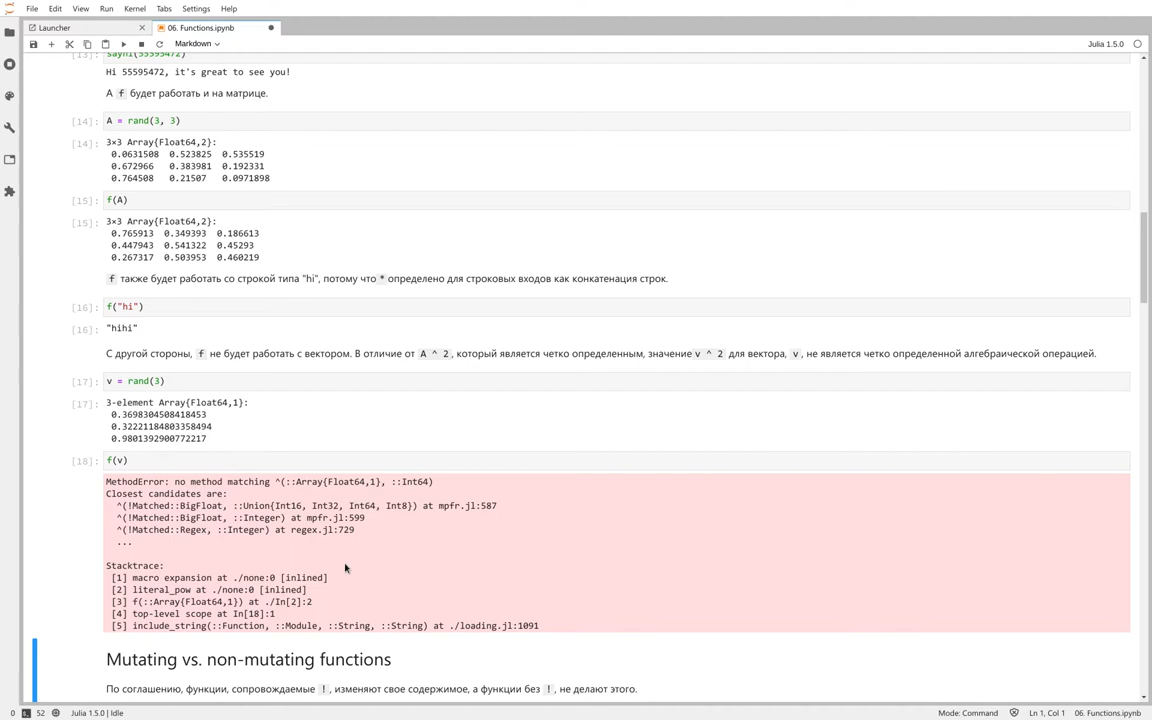 File Edit View Run Kernel Tabs Settings Help
Launcher
06. Functions.ipynb
Markdown
Julia 1.5.0
[13]: sayhi(55595472)
Hi 55595472, it's great to see you!
А f будет работать и на матрице.
[14]: A = rand(3, 3)
[14]: 3×3 Array{Float64,2}:
0.0631508 0.523825 0.535519
0.672966 0.383981 0.192331
0.764508 0.21507 0.0971898
[15]: f(A)
[15]: 3×3 Array{Float64,2}:
0.765913 0.349393 0.186613
0.447943 0.541322 0.45293
0.267317 0.503953 0.460219
f также будет работать со строкой типа "hi", потому что * определено для строковых входов как конкатенация строк.
[16]: f("hi")
[16]: "hihi"
С другой стороны, f не будет работать с вектором. В отличие от A ^ 2, который является четко определенным, значение v ^ 2 для вектора, v, не является четко определенной алгебраической операцией.
[17]: v = rand(3)
[17]: 3-element Array{Float64,1}:
0.3698304508418453
0.32221184803358494
0.9801392900772217
[18]: f(v)
MethodError: no method matching ^(::Array{Float64,1}, ::Int64)
Closest candidates are:
^(!Matched::BigFloat, ::Union{Int16, Int32, Int64, Int8}) at mpfr.jl:587
^(!Matched::BigFloat, ::Integer) at mpfr.jl:599
^(!Matched::Regex, ::Integer) at regex.jl:729
...
Stacktrace:
[1] macro expansion at ./none:0 [inlined]
[2] literal_pow at ./none:0 [inlined]
[3] f(::Array{Float64,1}) at ./In[2]:2
[4] top-level scope at In[18]:1
[5] include_string(::Function, ::Module, ::String, ::String) at ./loading.jl:1091
Mutating vs. non-mutating functions
По соглашению, функции, сопровождаемые !, изменяют свое содержимое, а функции без !, не делают этого.
0 52 Julia 1.5.0 | Idle Mode: Command Ln 1, Col 1 06. Functions.ipynb